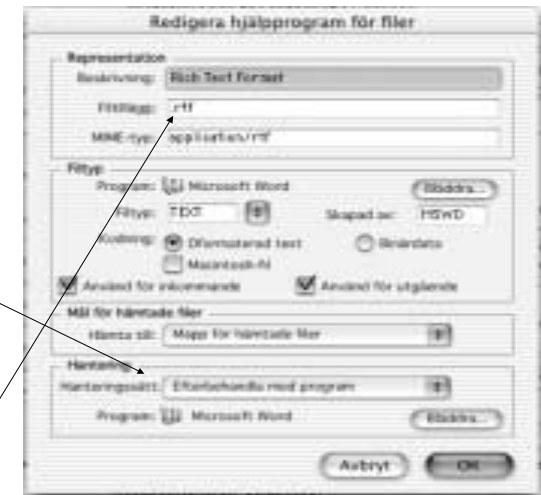 Redigera hjälpprogram för filer
Representation
Beskrivning: Rich Text Format
Filtillägg: .rtf
MIME-typ: application/rtf
Filtyp
Program: Microsoft Word Bläddra...
Filtyp: TEXT Skapad av: MSWD
Kodning: Oformaterad text Binärdata
Macintosh-fil
Använd för inkommande Använd för utgående
Mål för hämtade filer
Hämta till: Mapp för hämtade filer
Hantering
Hanteringssätt: Efterbehandla med program
Program: Microsoft Word Bläddra...
Avbryt OK